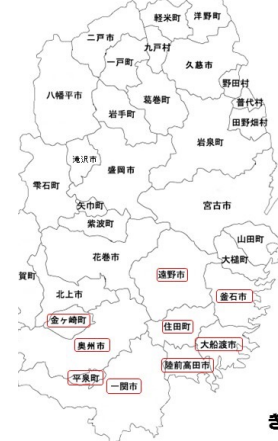 軽米町
洋野町
二戸市
九戸村
一戸町
久慈市
野田村
八幡平市
葛巻町
普代村
岩手町
田野畑村
岩泉町
滝沢市
盛岡市
雫石町
矢巾町
宮古市
紫波町
山田町
花巻市
大槌町
遠野市
賀町
北上市
釜石市
金ヶ崎町
住田町
奥州市
大船渡市
陸前高田市
平泉町
一関市